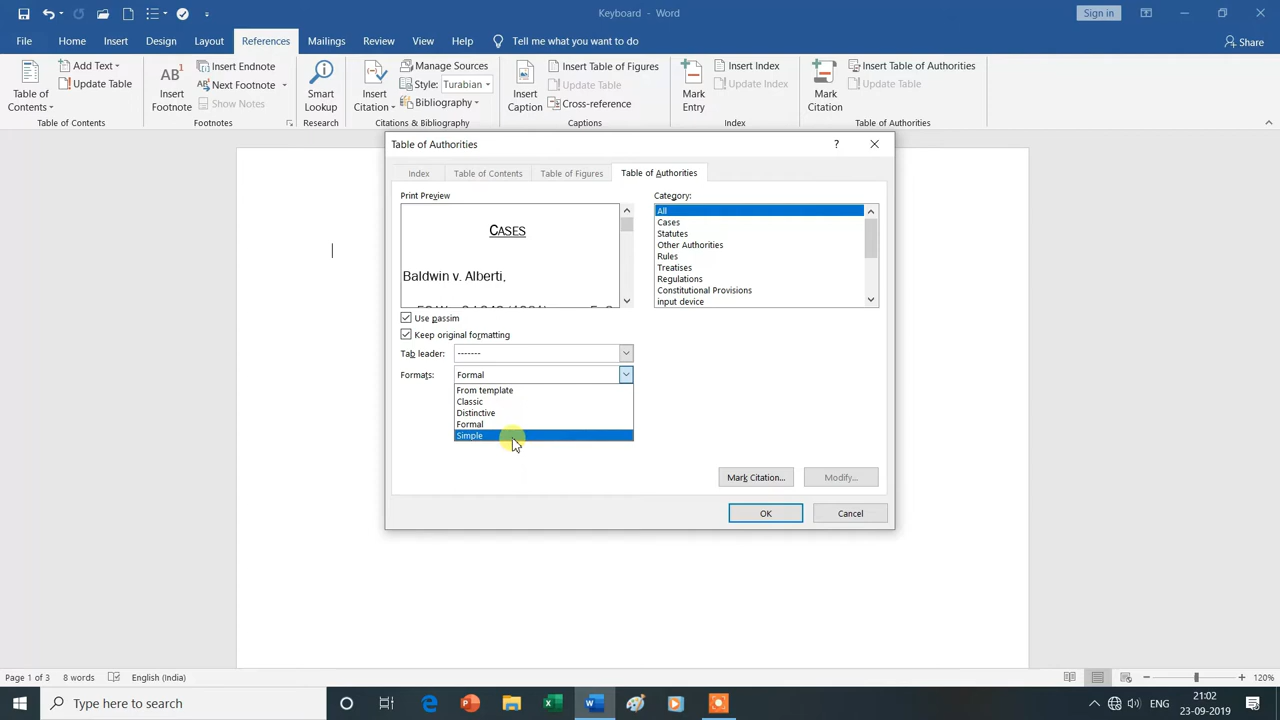 Keyboard - Word
Sign in
File Home Insert Design Layout References Mailings Review View Help Tell me what you want to do Share
Table of Contents
Add Text
Update Table
Table of Contents
AB1
Insert Footnote
Insert Endnote
Next Footnote
Show Notes
Footnotes
Smart Lookup
Research
Insert Citation
Manage Sources
Style: Turabian
Bibliography
Citations & Bibliography
Insert Caption
Insert Table of Figures
Update Table
Cross-reference
Captions
Mark Entry
Insert Index
Update Index
Index
Mark Citation
Insert Table of Authorities
Update Table
Table of Authorities
Table of Authorities
?
Index Table of Contents Table of Figures Table of Authorities
Print Preview
CASES
Baldwin v. Alberti,
Category:
All
Cases
Statutes
Other Authorities
Rules
Treatises
Regulations
Constitutional Provisions
input device
Use passim
Keep original formatting
Tab leader: -------
Formats: Formal
From template
Classic
Distinctive
Formal
Simple
Mark Citation... Modify...
OK Cancel
Page 1 of 3 8 words English (India) 120%
Type here to search
ENG
21:02
23-09-2019